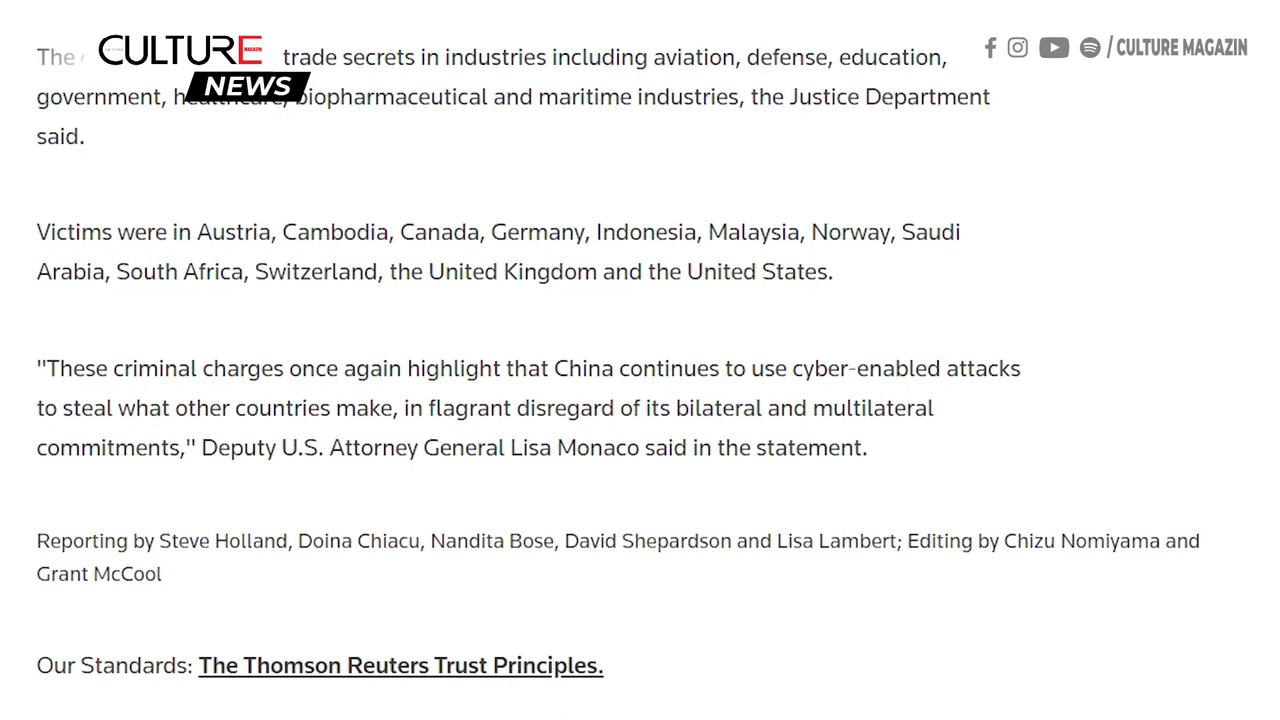 CULTURE MAGAZIN
NEWS
/ CULTURE MAGAZIN
The trade secrets in industries including aviation, defense, education,
government, healthcare, biopharmaceutical and maritime industries, the Justice Department
said.
Victims were in Austria, Cambodia, Canada, Germany, Indonesia, Malaysia, Norway, Saudi
Arabia, South Africa, Switzerland, the United Kingdom and the United States.
"These criminal charges once again highlight that China continues to use cyber-enabled attacks
to steal what other countries make, in flagrant disregard of its bilateral and multilateral
commitments," Deputy U.S. Attorney General Lisa Monaco said in the statement.
Reporting by Steve Holland, Doina Chiacu, Nandita Bose, David Shepardson and Lisa Lambert; Editing by Chizu Nomiyama and
Grant McCool
Our Standards: The Thomson Reuters Trust Principles.